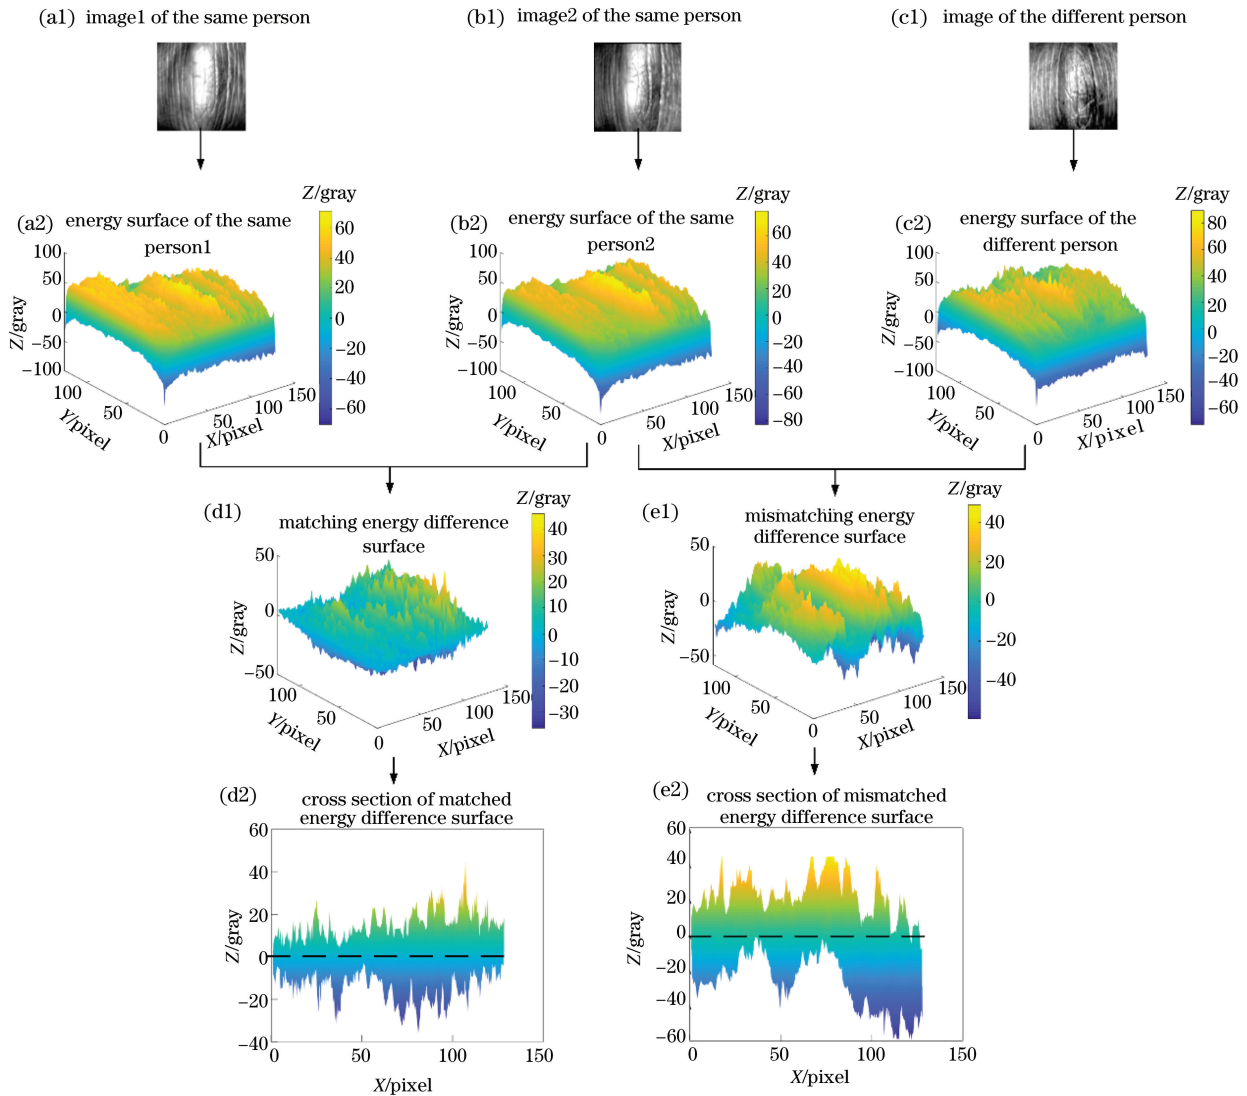 (a1) image1 of the same person
(b1) image2 of the same person
(c1) image of the different person
(a2) energy surface of the same
person1
Z/gray
60
40
20
0
−20
−40
−60
100
50
0
−50
−100
Z/gray
100
50
0
Y/pixel
50
100
150
X/pixel
(b2) energy surface of the same
person2
Z/gray
60
40
20
0
−20
−40
−60
−80
100
50
0
−50
−100
Z/gray
100
50
0
Y/pixel
50
100
150
X/pixel
(c2) energy surface of the
different person
Z/gray
80
60
40
20
0
−20
−40
−60
100
50
0
−50
−100
Z/gray
100
50
0
Y/pixel
50
100
150
X/pixel
(d1)
matching energy difference
surface
Z/gray
40
30
20
10
0
−10
−20
−30
50
0
−50
Z/gray
100
50
0
Y/pixel
50
100
150
X/pixel
(e1)
mismatching energy
difference surface
Z/gray
40
20
0
−20
−40
50
0
−50
Z/gray
100
50
0
Y/pixel
50
100
150
X/pixel
(d2)
cross section of matched
energy difference surface
60
40
20
0
−20
−40
Z/gray
0
50
100
150
X/pixel
(e2)
cross section of mismatched
energy difference surface
60
40
20
0
−20
−40
−60
Z/gray
0
50
100
150
X/pixel